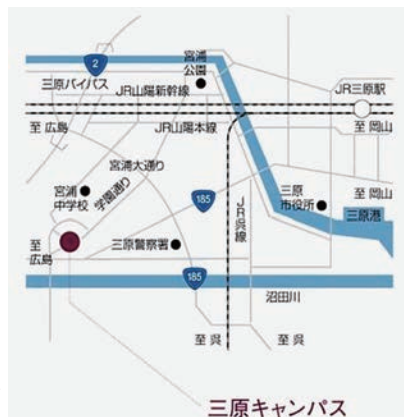 2
宮浦
公園
三原バイパス
JR山陽新幹線
JR三原駅
至 広島
JR山陽本線
至 岡山
宮浦大通り
宮浦
中学校
学園通り
185
JR呉線
三原
市役所
至 岡山
三原港
至
広島
三原警察署
185
沼田川
至 呉
至 呉
三原キャンパス